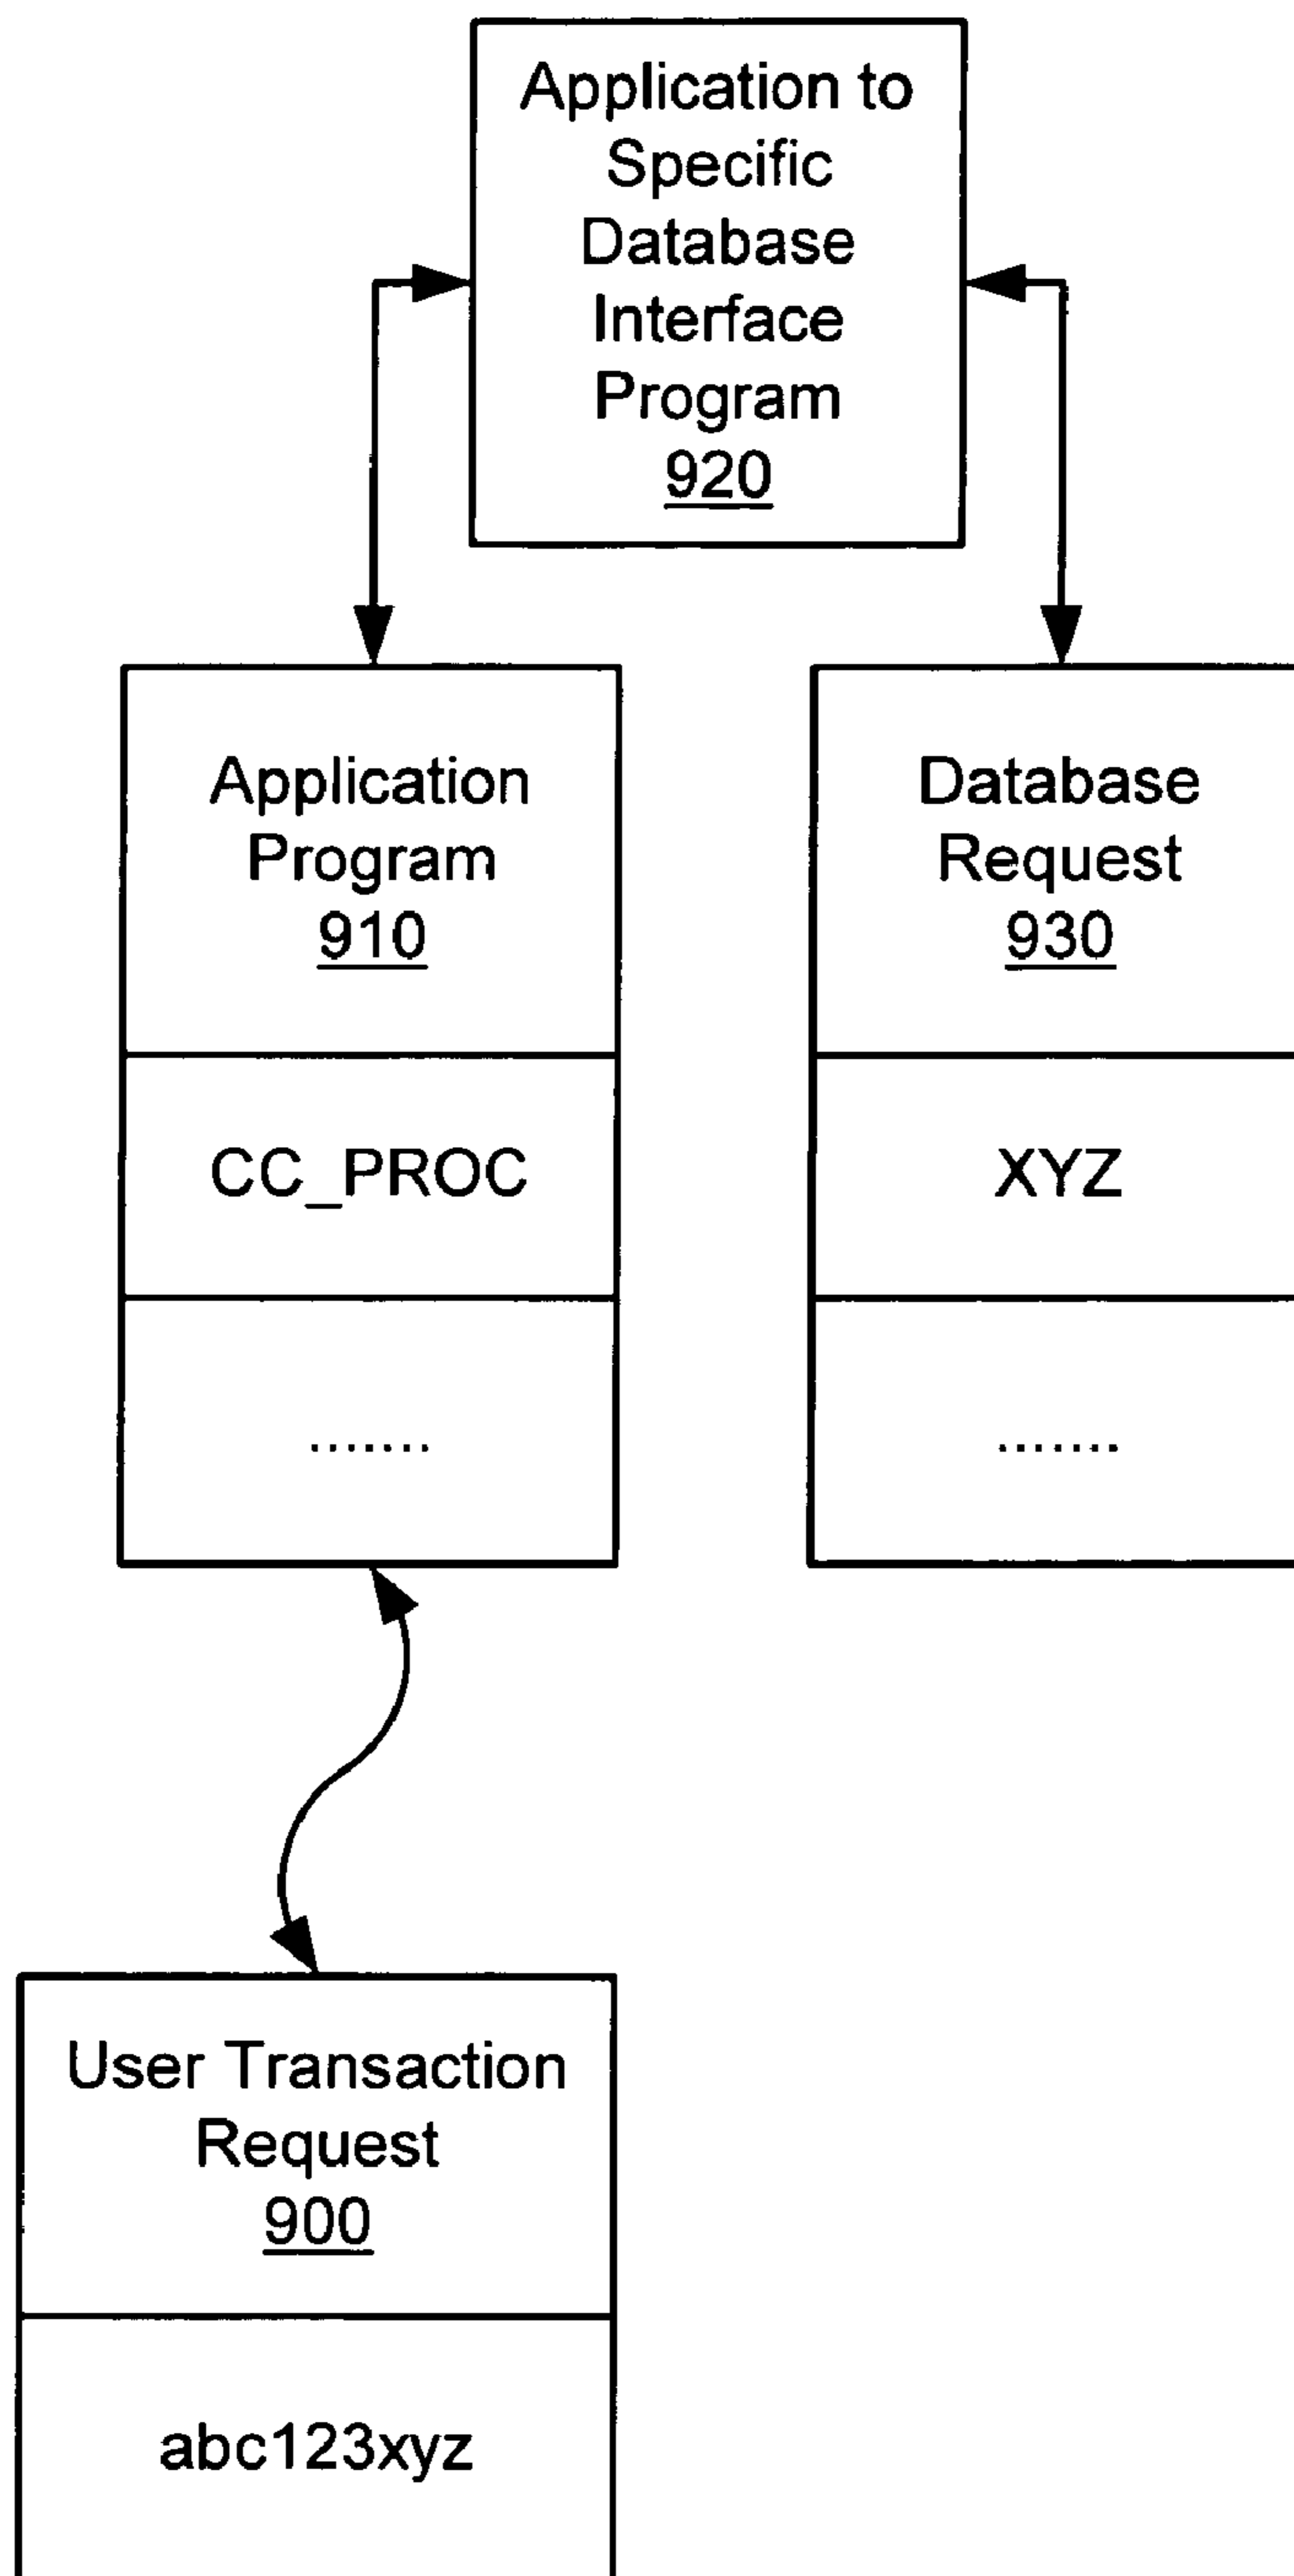 Application to
Specific
Database
Interface
Program
920
Application
Program
910
CC_PROC
.......
Database
Request
930
XYZ
.......
User Transaction
Request
900
abc123xyz